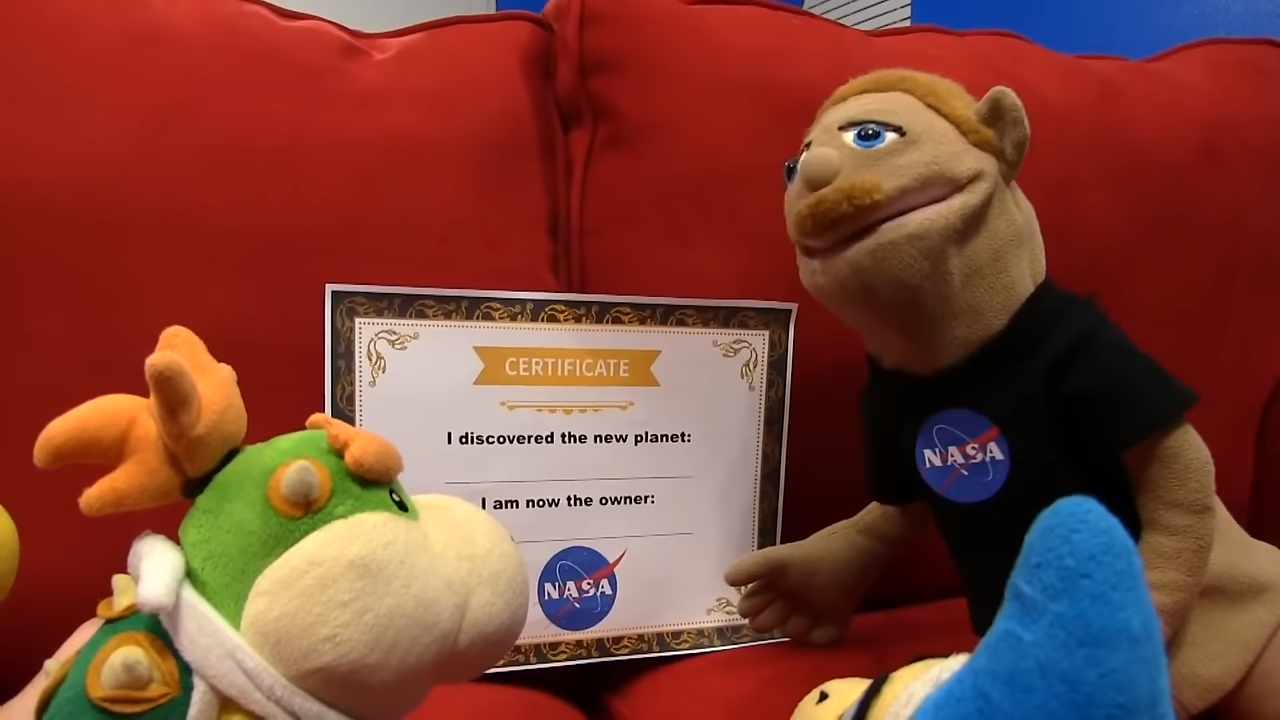 CERTIFICATE
I discovered the new planet:
I am now the owner:
NASA
NASA